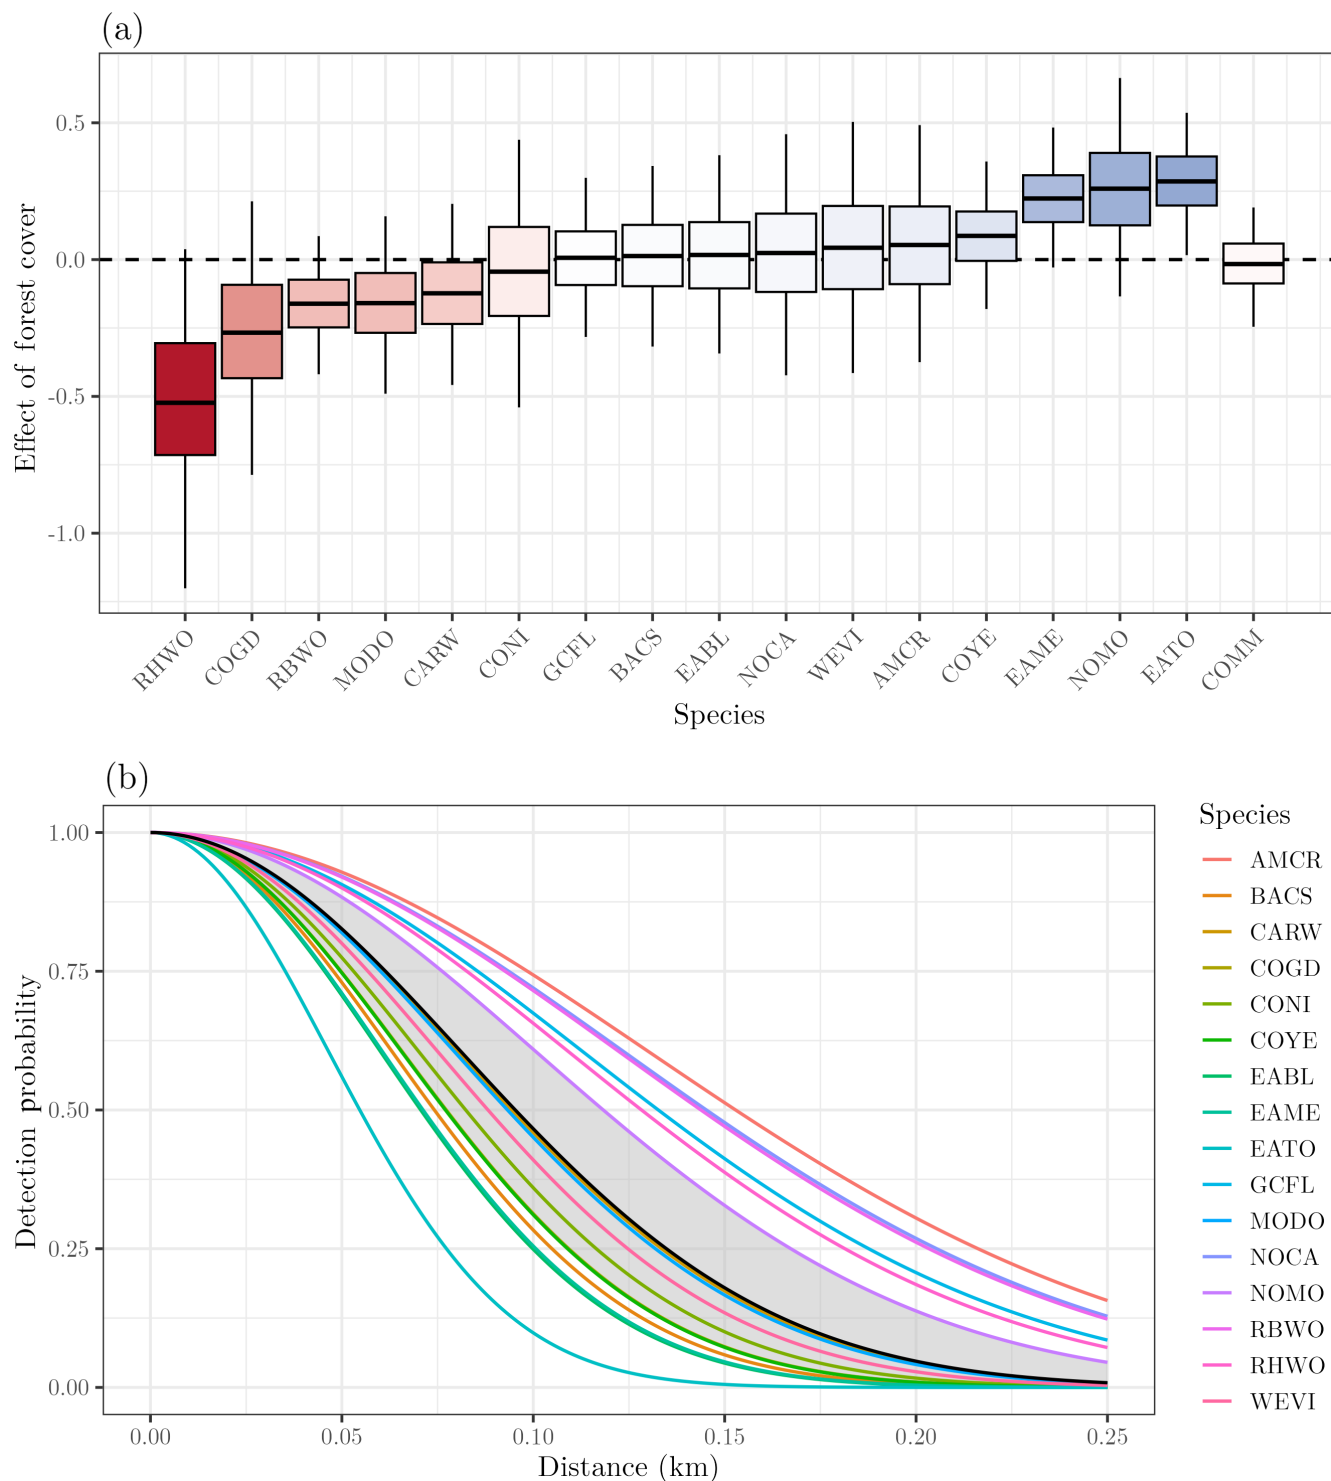 (a)
Effect of forest cover
0.5
0.0
-0.5
-1.0
RHWO
COGD
RBWO
MODO
CARW
CONI
GCFL
BACS
EABL
NOCA
WEVI
AMCR
COYE
EAME
NOMO
EATO
COMM
Species
(b)
Detection probability
1.00
0.75
0.50
0.25
0.00
0.00
0.05
0.10
0.15
0.20
0.25
Distance (km)
Species
AMCR
BACS
CARW
COGD
CONI
COYE
EABL
EAME
EATO
GCFL
MODO
NOCA
NOMO
RBWO
RHWO
WEVI